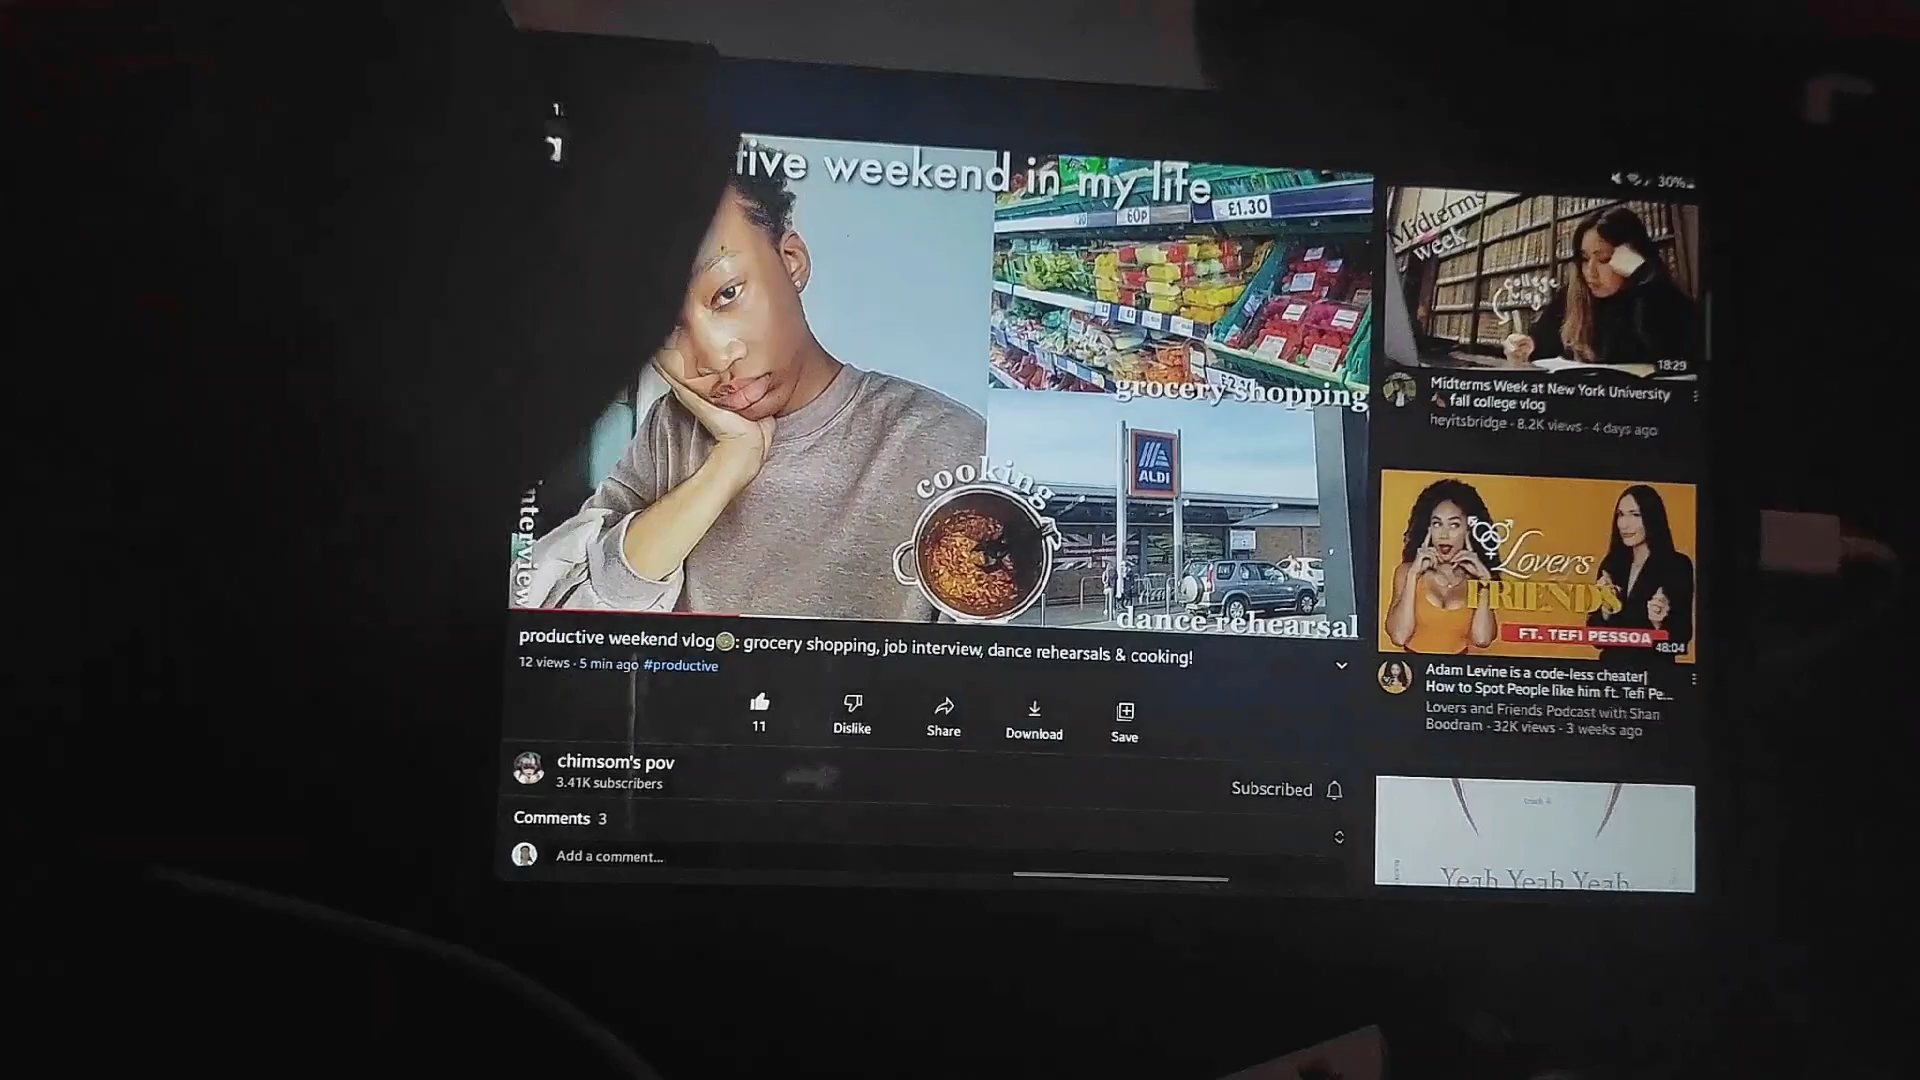 tive weekend in my life
60p
£1.30
grocery shopping
cooking
ALDI
interview
dance rehearsal
productive weekend vlog: grocery shopping, job interview, dance rehearsals & cooking!
12 views · 5 min ago #productive
11
Dislike
Share
Download
Save
chimsom's pov
3.41K subscribers
Subscribed
Comments 3
Add a comment...
30%
Midterms
week
college
vlog
18:29
Midterms Week at New York University
fall college vlog
heyitsbridge · 8.2K views · 4 days ago
Lovers
FRIENDS
FT. TEFI PESSOA
48:04
Adam Levine is a code-less cheater|
How to Spot People like him ft. Tefi Pe...
Lovers and Friends Podcast with Shan
Boodram · 32K views · 3 weeks ago
Yeah Yeah Yeah